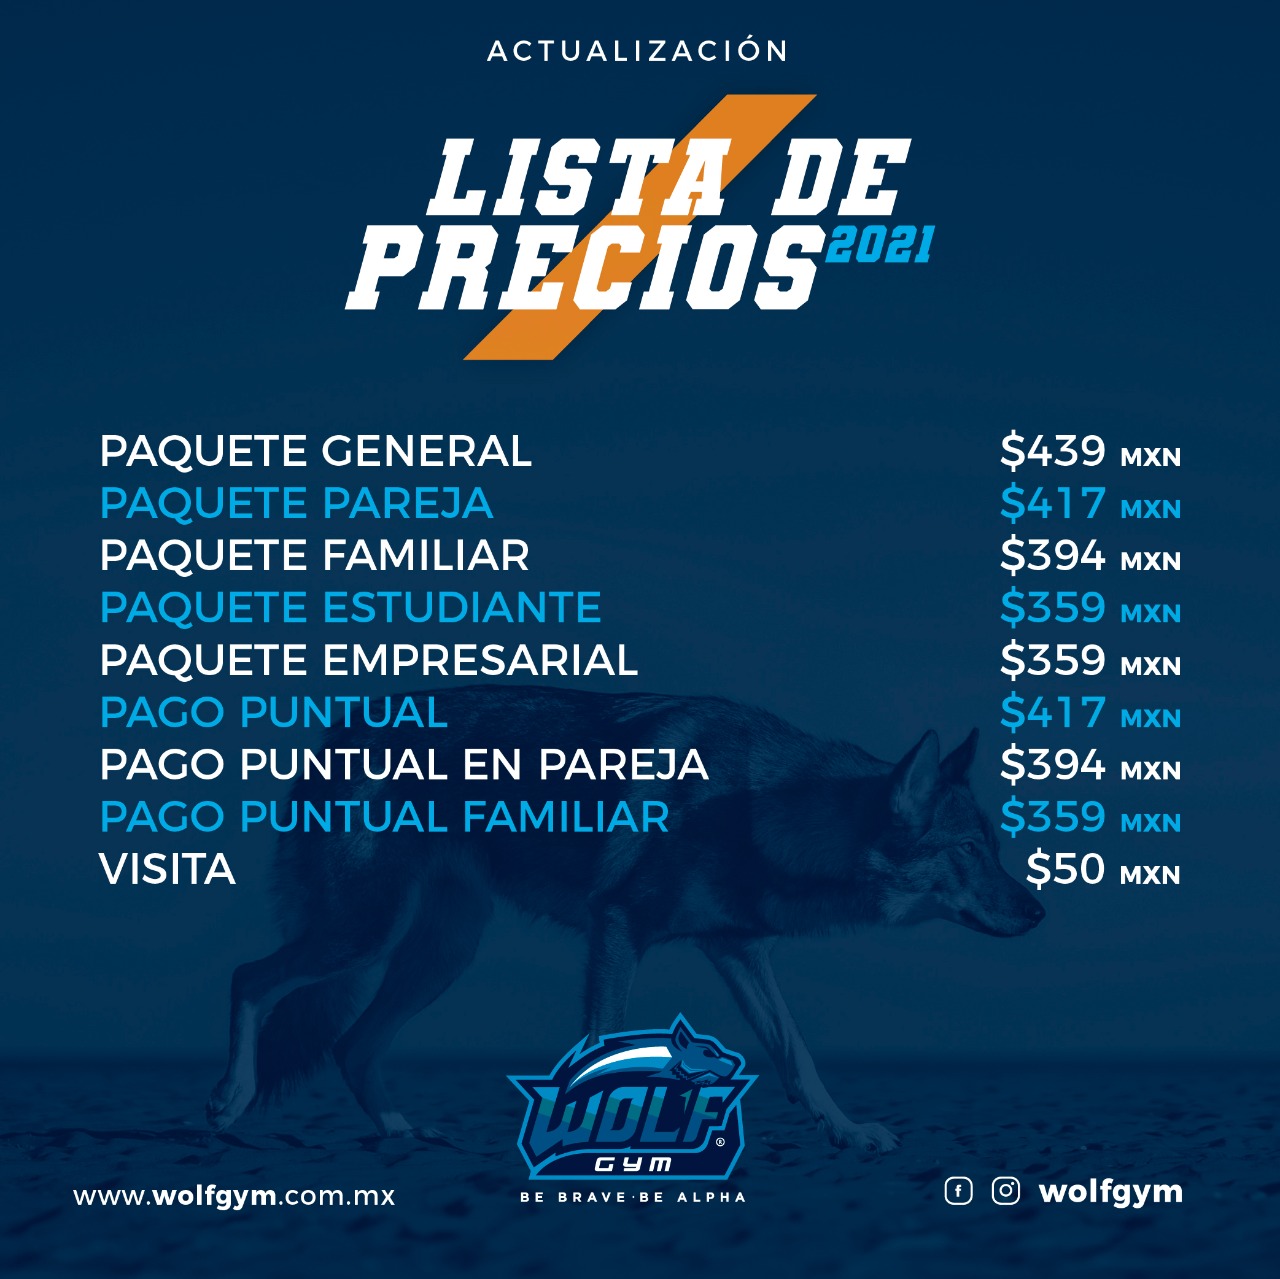 ACTUALIZACIÓN
LISTA DE
PRECIOS 2021
PAQUETE GENERAL $439 MXN
PAQUETE PAREJA $417 MXN
PAQUETE FAMILIAR $394 MXN
PAQUETE ESTUDIANTE $359 MXN
PAQUETE EMPRESARIAL $359 MXN
PAGO PUNTUAL $417 MXN
PAGO PUNTUAL EN PAREJA $394 MXN
PAGO PUNTUAL FAMILIAR $359 MXN
VISITA $50 MXN
WOLF®
GYM
BE BRAVE·BE ALPHA
www.wolfgym.com.mx
wolfgym